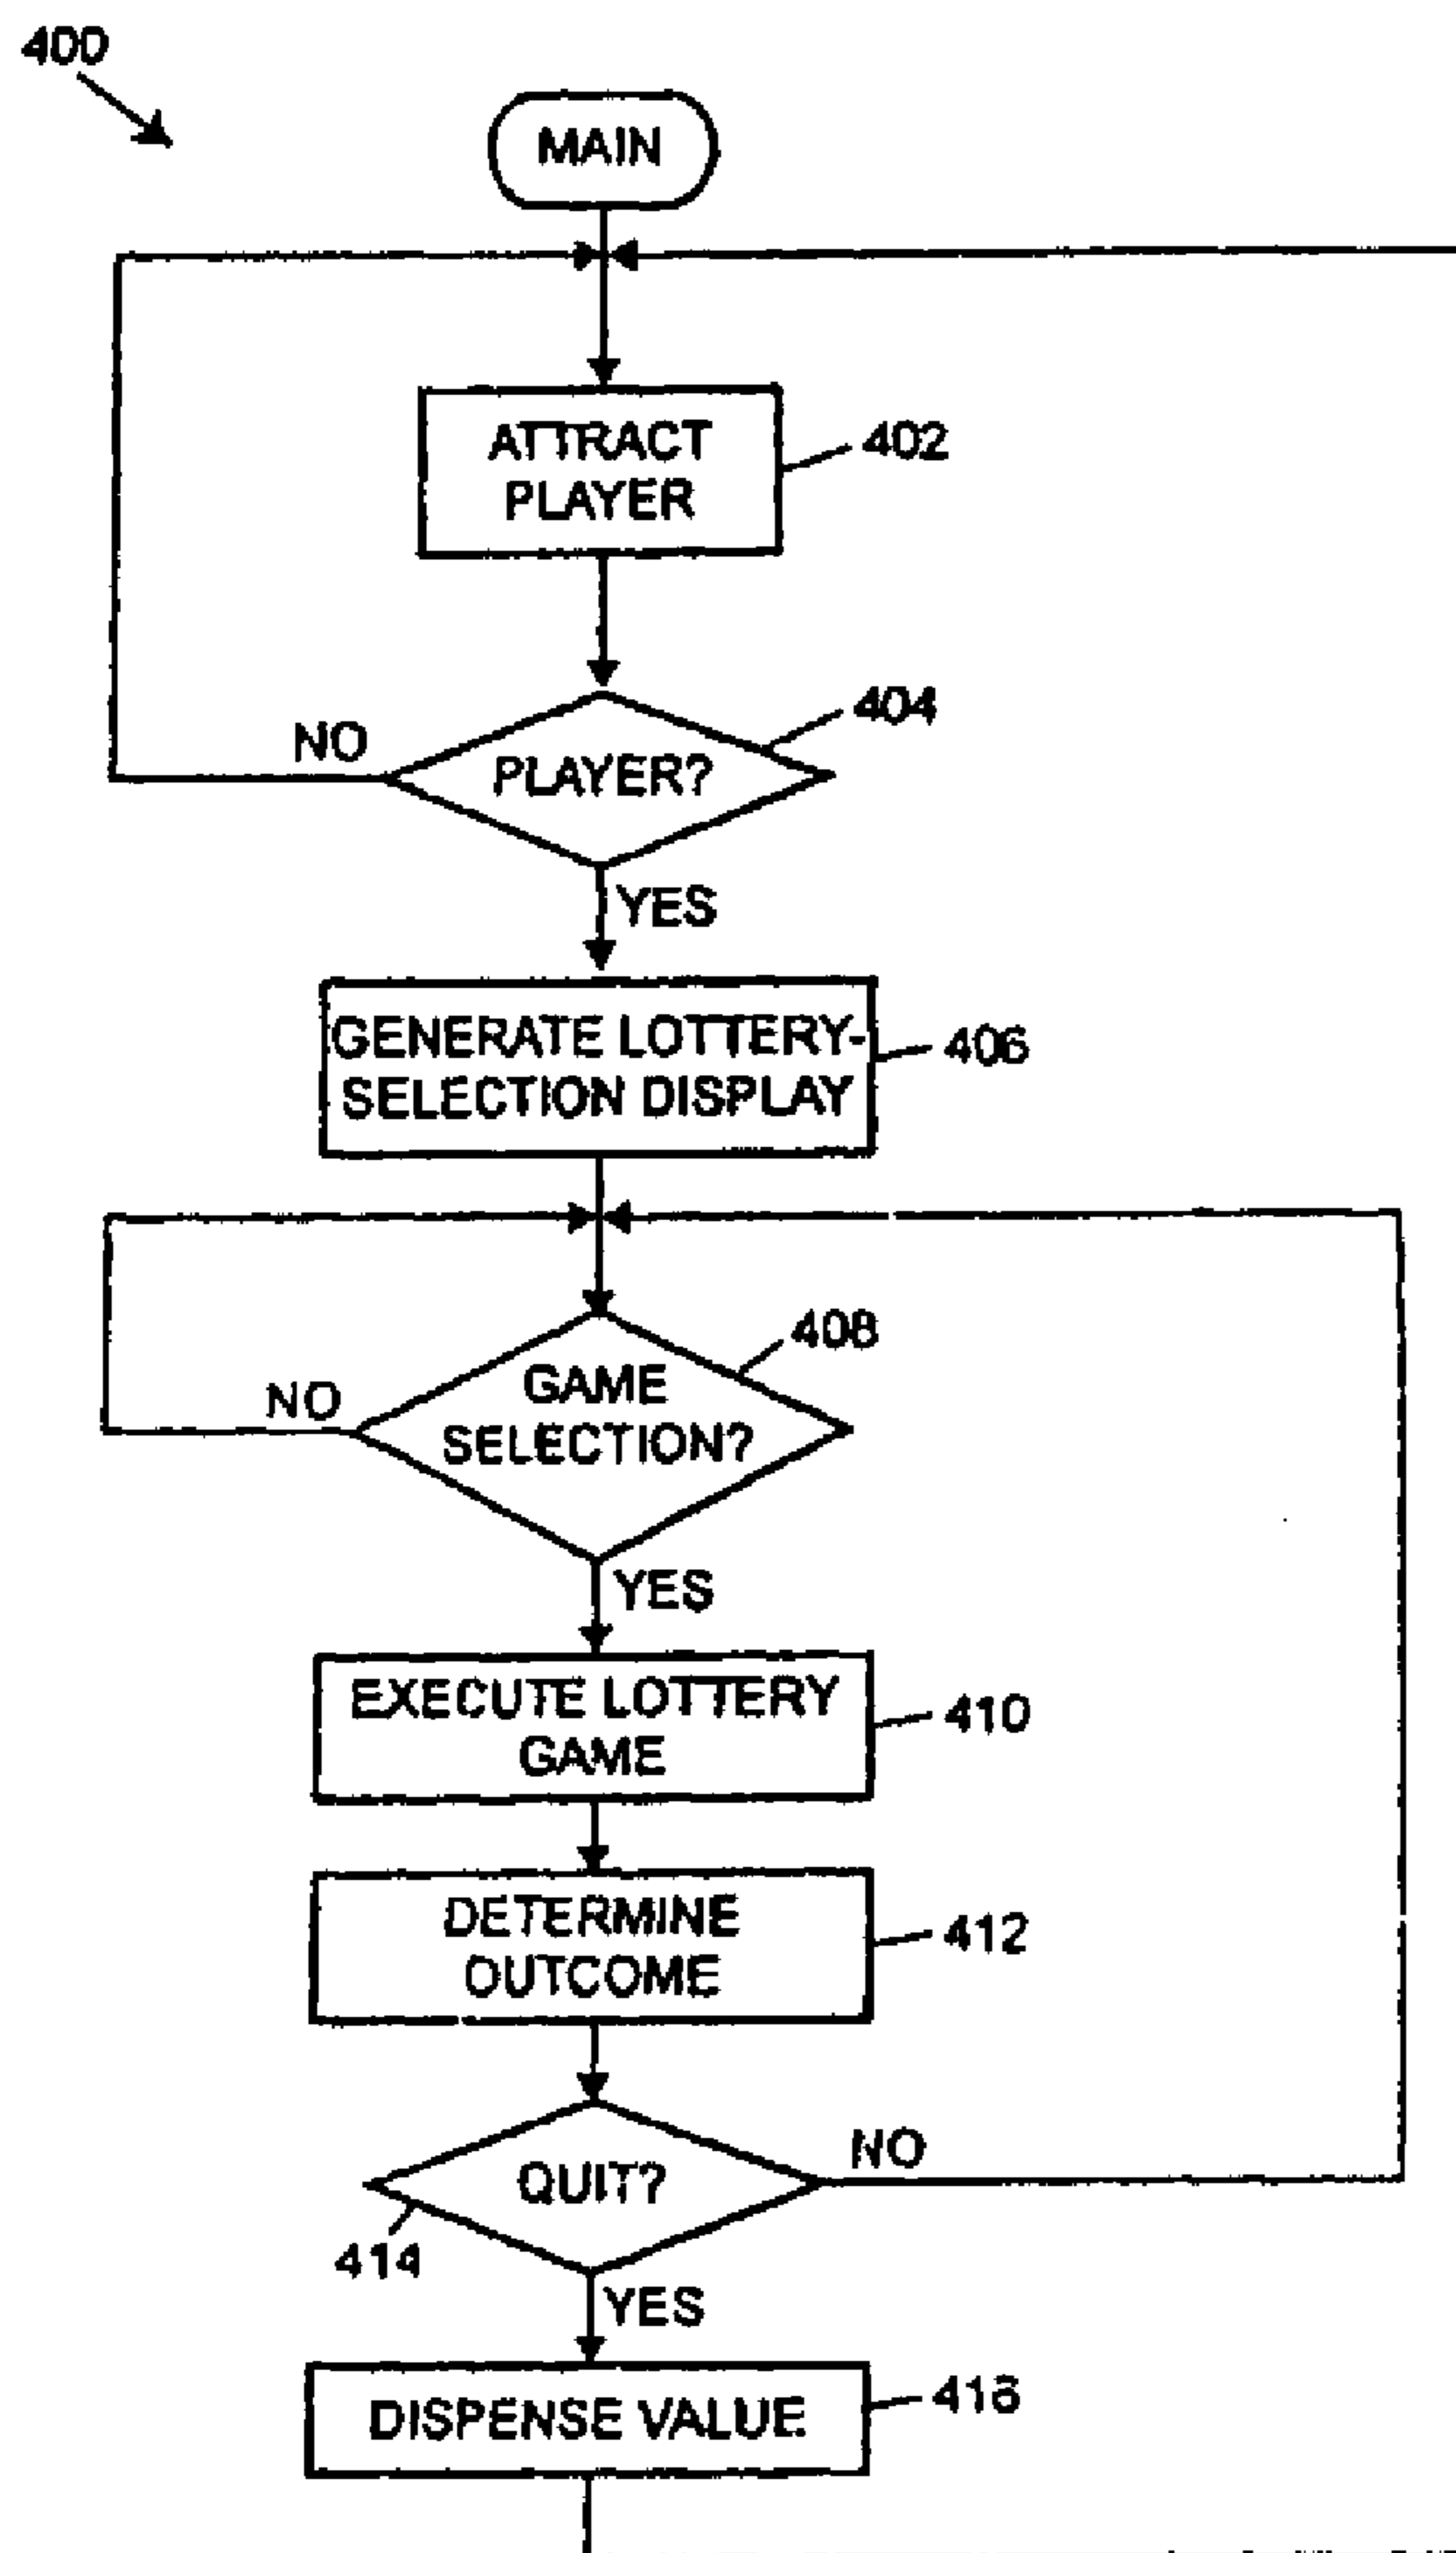 400
MAIN
ATTRACT
PLAYER
402
404
NO
PLAYER?
YES
GENERATE LOTTERY-
SELECTION DISPLAY
406
408
GAME
SELECTION?
NO
YES
EXECUTE LOTTERY
GAME
410
DETERMINE
OUTCOME
412
NO
QUIT?
414
YES
DISPENSE VALUE
416